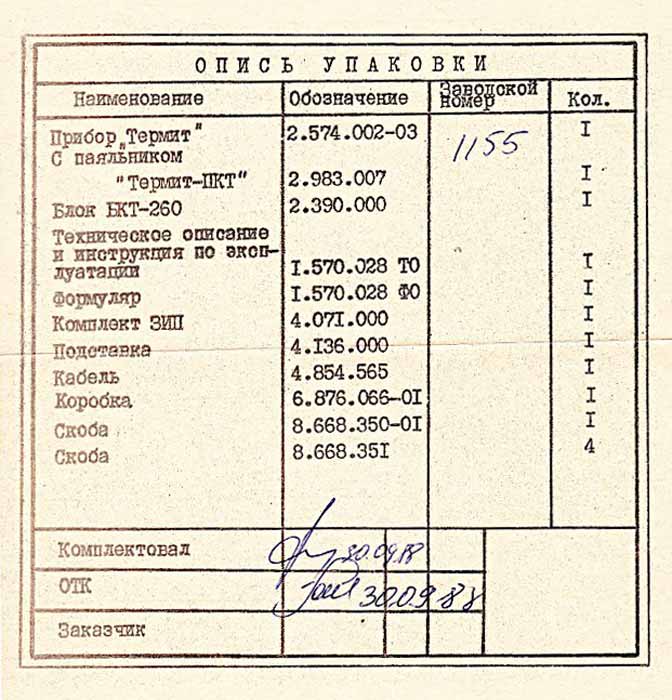 ОПИСЬ УПАКОВКИ
Наименование Обозначение Заводской номер Кол.
Прибор „Термит" 2.574.002-03 1155 I
С паяльником
"Термит-ПКТ" 2.983.007 I
Блок БКТ-260 2.390.000 I
Техническое описание
и инструкция по эксп-
луатации I.570.028 ТО I
Формуляр I.570.028 ФО I
Комплект ЗИП 4.07I.000 I
Подставка 4.I36.000 I
Кабель 4.854.565 I
Коробка 6.876.066-0I I
Скоба 8.668.350-0I I
Скоба 8.668.35I 4
Комплектовал 30.09.88
ОТК 30.09.88
Заказчик